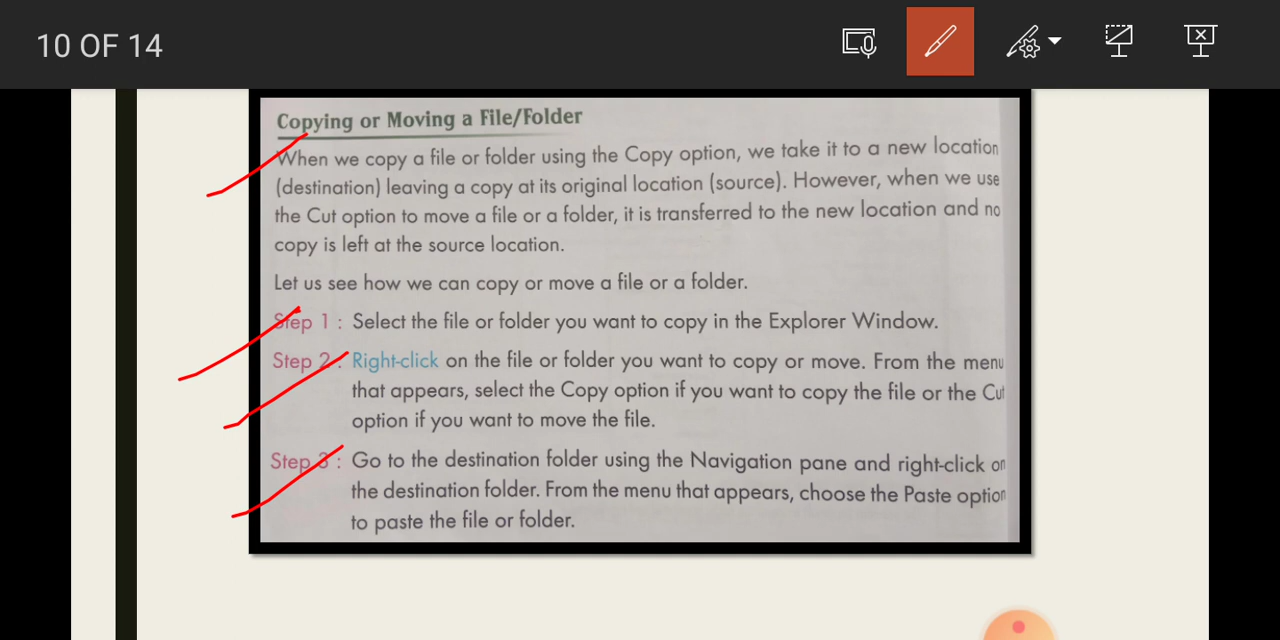 10 OF 14
Copying or Moving a File/Folder
When we copy a file or folder using the Copy option, we take it to a new location
(destination) leaving a copy at its original location (source). However, when we use
the Cut option to move a file or a folder, it is transferred to the new location and no
copy is left at the source location.
Let us see how we can copy or move a file or a folder.
Step 1 : Select the file or folder you want to copy in the Explorer Window.
Step 2 : Right-click on the file or folder you want to copy or move. From the menu
that appears, select the Copy option if you want to copy the file or the Cut
option if you want to move the file.
Step 3 : Go to the destination folder using the Navigation pane and right-click on
the destination folder. From the menu that appears, choose the Paste option
to paste the file or folder.